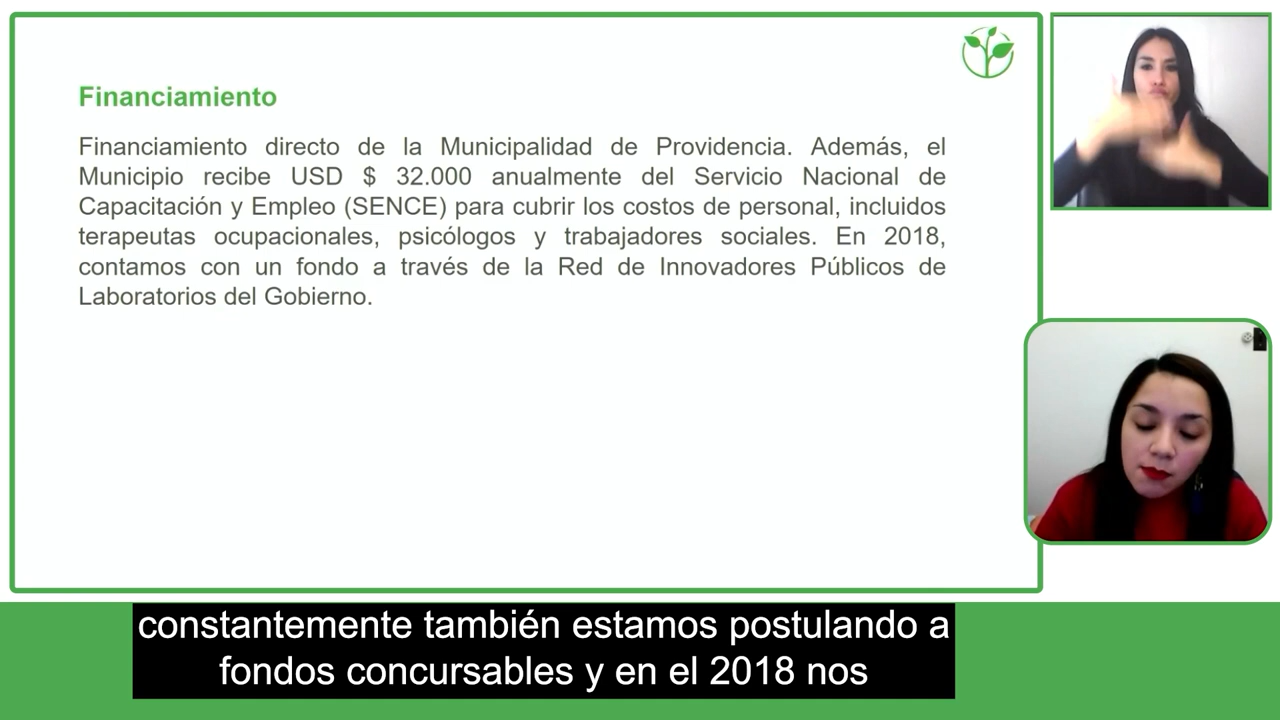 Financiamiento
Financiamiento directo de la Municipalidad de Providencia. Además, el
Municipio recibe USD $ 32.000 anualmente del Servicio Nacional de
Capacitación y Empleo (SENCE) para cubrir los costos de personal, incluidos
terapeutas ocupacionales, psicólogos y trabajadores sociales. En 2018,
contamos con un fondo a través de la Red de Innovadores Públicos de
Laboratorios del Gobierno.
constantemente también estamos postulando a
fondos concursables y en el 2018 nos